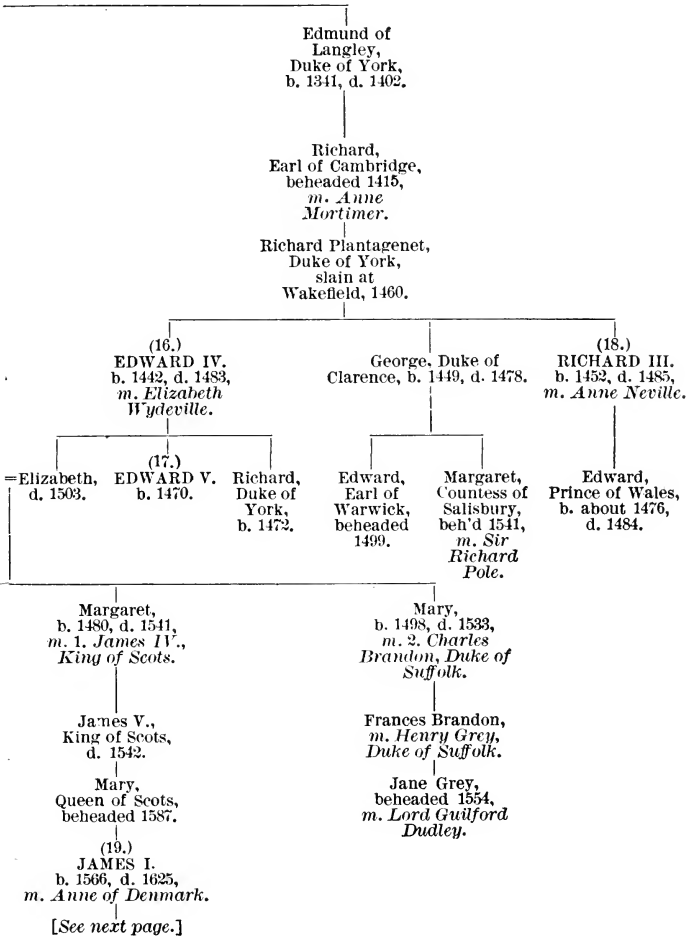 Edmund of
Langley,
Duke of York,
b. 1341, d. 1402.
Richard,
Earl of Cambridge,
beheaded 1415,
m. Anne
Mortimer.
Richard Plantagenet,
Duke of York,
slain at
Wakefield, 1460.
(16.)
EDWARD IV.
b. 1442, d. 1483,
m. Elizabeth
Wydeville.
George, Duke of
Clarence, b. 1449, d. 1478.
(18.)
RICHARD III.
b. 1452, d. 1485,
m. Anne Neville.
=Elizabeth,
d. 1503.
(17.)
EDWARD V.
b. 1470.
Richard,
Duke of
York,
b. 1472.
Edward,
Earl of
Warwick,
beheaded
1499.
Margaret,
Countess of
Salisbury,
beh'd 1541,
m. Sir
Richard
Pole.
Edward,
Prince of Wales,
b. about 1476,
d. 1484.
Margaret,
b. 1480, d. 1541,
m. 1. James IV.,
King of Scots.
Mary,
b. 1498, d. 1533,
m. 2. Charles
Brandon, Duke of
Suffolk.
James V.,
King of Scots,
d. 1542.
Frances Brandon,
m. Henry Grey,
Duke of Suffolk.
Mary,
Queen of Scots,
beheaded 1587.
Jane Grey,
beheaded 1554,
m. Lord Guilford
Dudley.
(19.)
JAMES I.
b. 1566, d. 1625,
m. Anne of Denmark.
[See next page.]